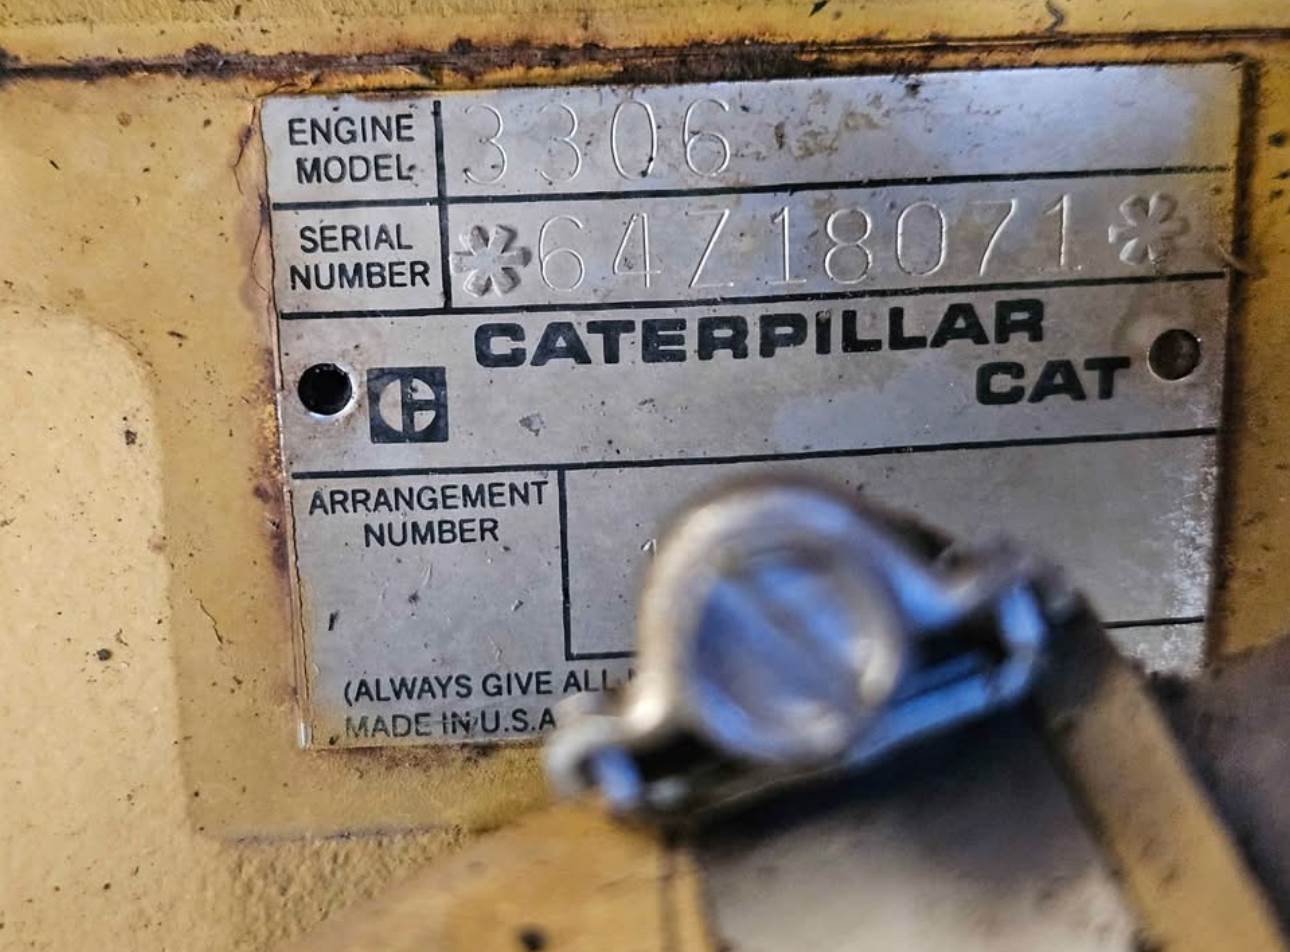 ENGINE MODEL 3306
SERIAL NUMBER *64Z18071*
CATERPILLAR
CAT
ARRANGEMENT
NUMBER
(ALWAYS GIVE ALL
MADE IN U.S.A